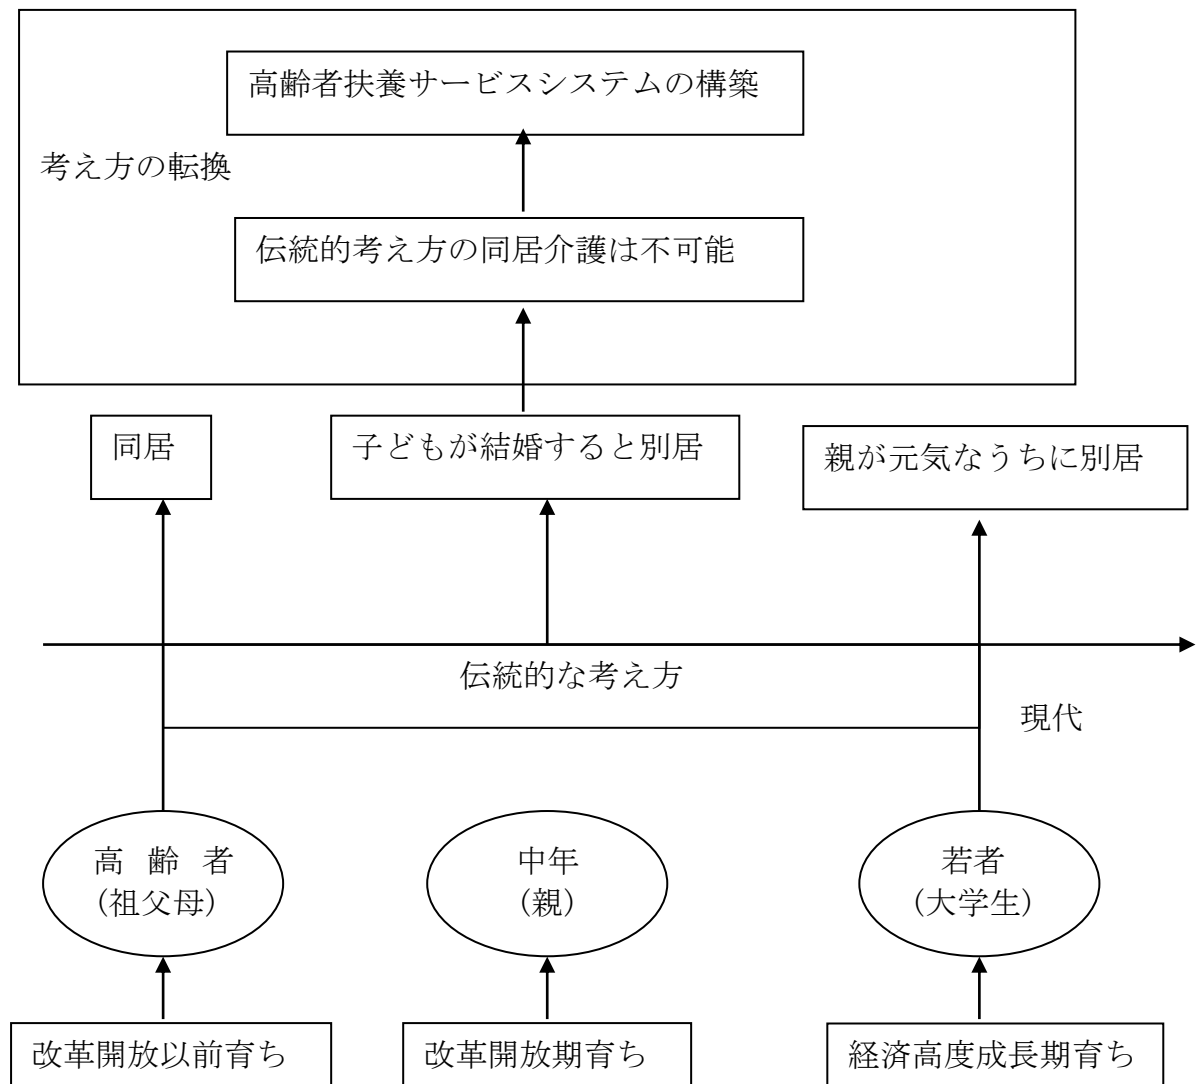 高齢者扶養サービスシステムの構築
考え方の転換
伝統的考え方の同居介護は不可能
同居
子どもが結婚すると別居
親が元気なうちに別居
伝統的な考え方
現代
高 齢 者
(祖父母)
中年
(親)
若者
(大学生)
改革開放以前育ち
改革開放期育ち
経済高度成長期育ち